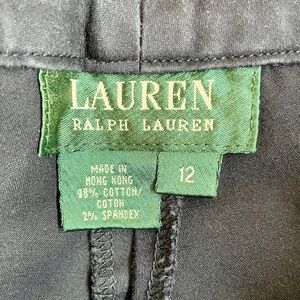 LAUREN
RALPH LAUREN
MADE IN
HONG KONG
98% COTTON/
COTON
2% SPANDEX
12